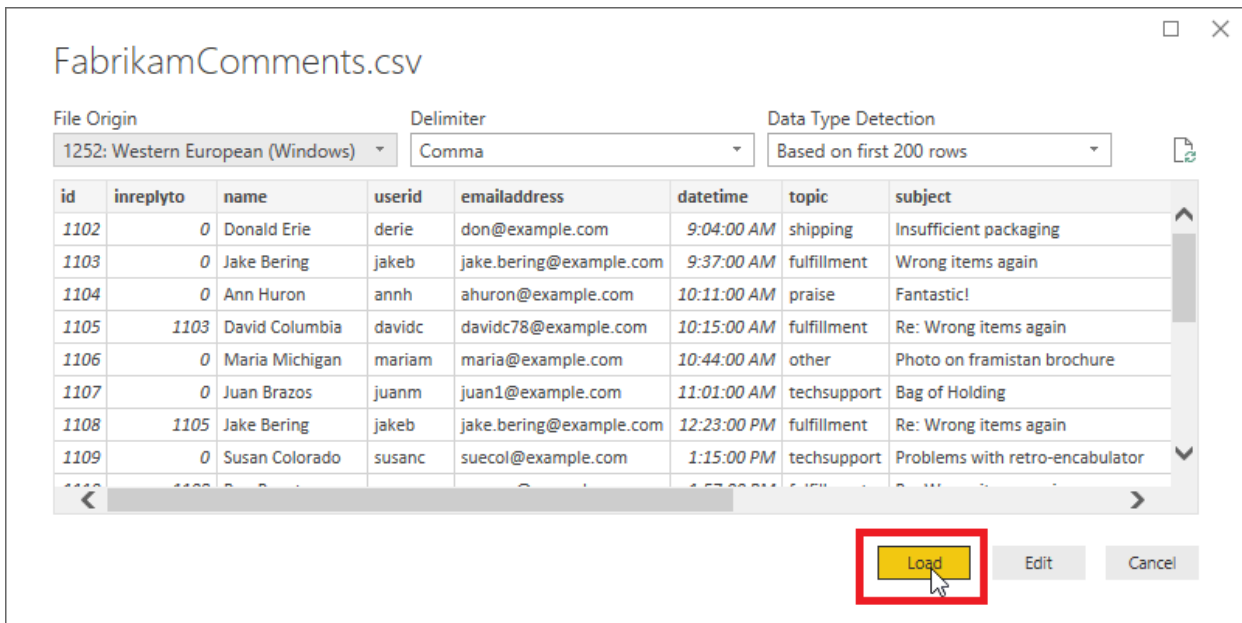 FabrikamComments.csv
File Origin Delimiter Data Type Detection
1252: Western European (Windows) Comma Based on first 200 rows
id inreplyto name userid emailaddress datetime topic subject
1102 0 Donald Erie derie don@example.com 9:04:00 AM shipping Insufficient packaging
1103 0 Jake Bering jakeb jake.bering@example.com 9:37:00 AM fulfillment Wrong items again
1104 0 Ann Huron annh ahuron@example.com 10:11:00 AM praise Fantastic!
1105 1103 David Columbia davidc davidc78@example.com 10:15:00 AM fulfillment Re: Wrong items again
1106 0 Maria Michigan mariam maria@example.com 10:44:00 AM other Photo on framistan brochure
1107 0 Juan Brazos juanm juan1@example.com 11:01:00 AM techsupport Bag of Holding
1108 1105 Jake Bering jakeb jake.bering@example.com 12:23:00 PM fulfillment Re: Wrong items again
1109 0 Susan Colorado susanc suecol@example.com 1:15:00 PM techsupport Problems with retro-encabulator
Load Edit Cancel